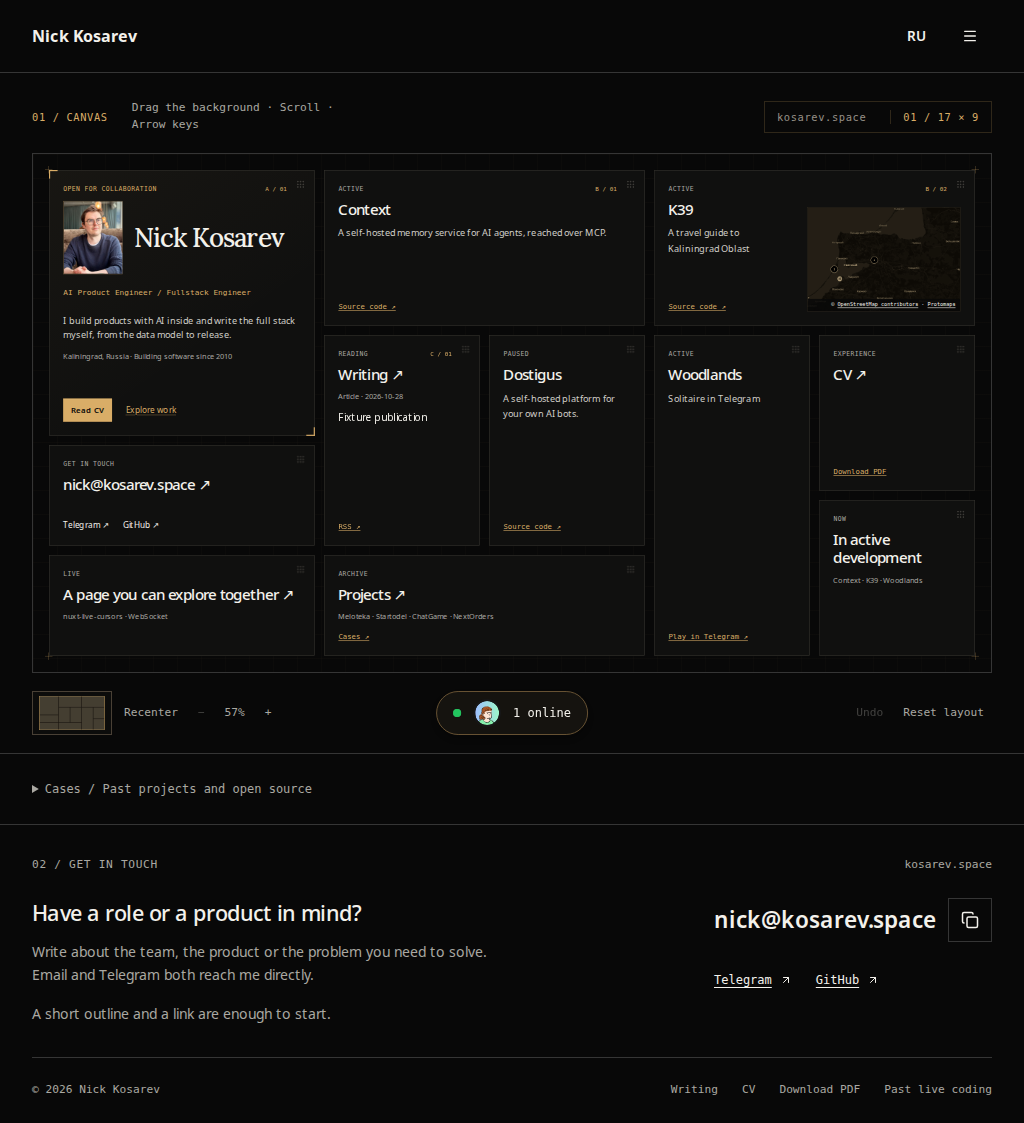 Nick Kosarev
RU
01 / CANVAS
Drag the background · Scroll ·
Arrow keys
kosarev.space
01 / 17 × 9
OPEN FOR COLLABORATION
A / 01
Nick Kosarev
AI Product Engineer / Fullstack Engineer
I build products with AI inside and write the full stack
myself, from the data model to release.
Kaliningrad, Russia · Building software since 2010
Read CV
Explore work
ACTIVE
B / 01
Context
A self-hosted memory service for AI agents, reached over MCP.
Source code ↗
ACTIVE
B / 02
K39
A travel guide to
Kaliningrad Oblast
Source code ↗
© OpenStreetMap contributors · Protomaps
READING
C / 01
Writing ↗
Article · 2026-10-28
Fixture publication
RSS ↗
PAUSED
Dostigus
A self-hosted platform for
your own AI bots.
Source code ↗
ACTIVE
Woodlands
Solitaire in Telegram
Play in Telegram ↗
EXPERIENCE
CV ↗
Download PDF
GET IN TOUCH
nick@kosarev.space ↗
Telegram ↗
GitHub ↗
NOW
In active
development
Context · K39 · Woodlands
LIVE
A page you can explore together ↗
nuxt-live-cursors · WebSocket
ARCHIVE
Projects ↗
Meloteka · Startodel · ChatGame · NextOrders
Cases ↗
Recenter
−
57%
+
1 online
Undo
Reset layout
Cases / Past projects and open source
02 / GET IN TOUCH
kosarev.space
Have a role or a product in mind?
Write about the team, the product or the problem you need to solve.
Email and Telegram both reach me directly.
A short outline and a link are enough to start.
nick@kosarev.space
Telegram ↗
GitHub ↗
© 2026 Nick Kosarev
Writing
CV
Download PDF
Past live coding